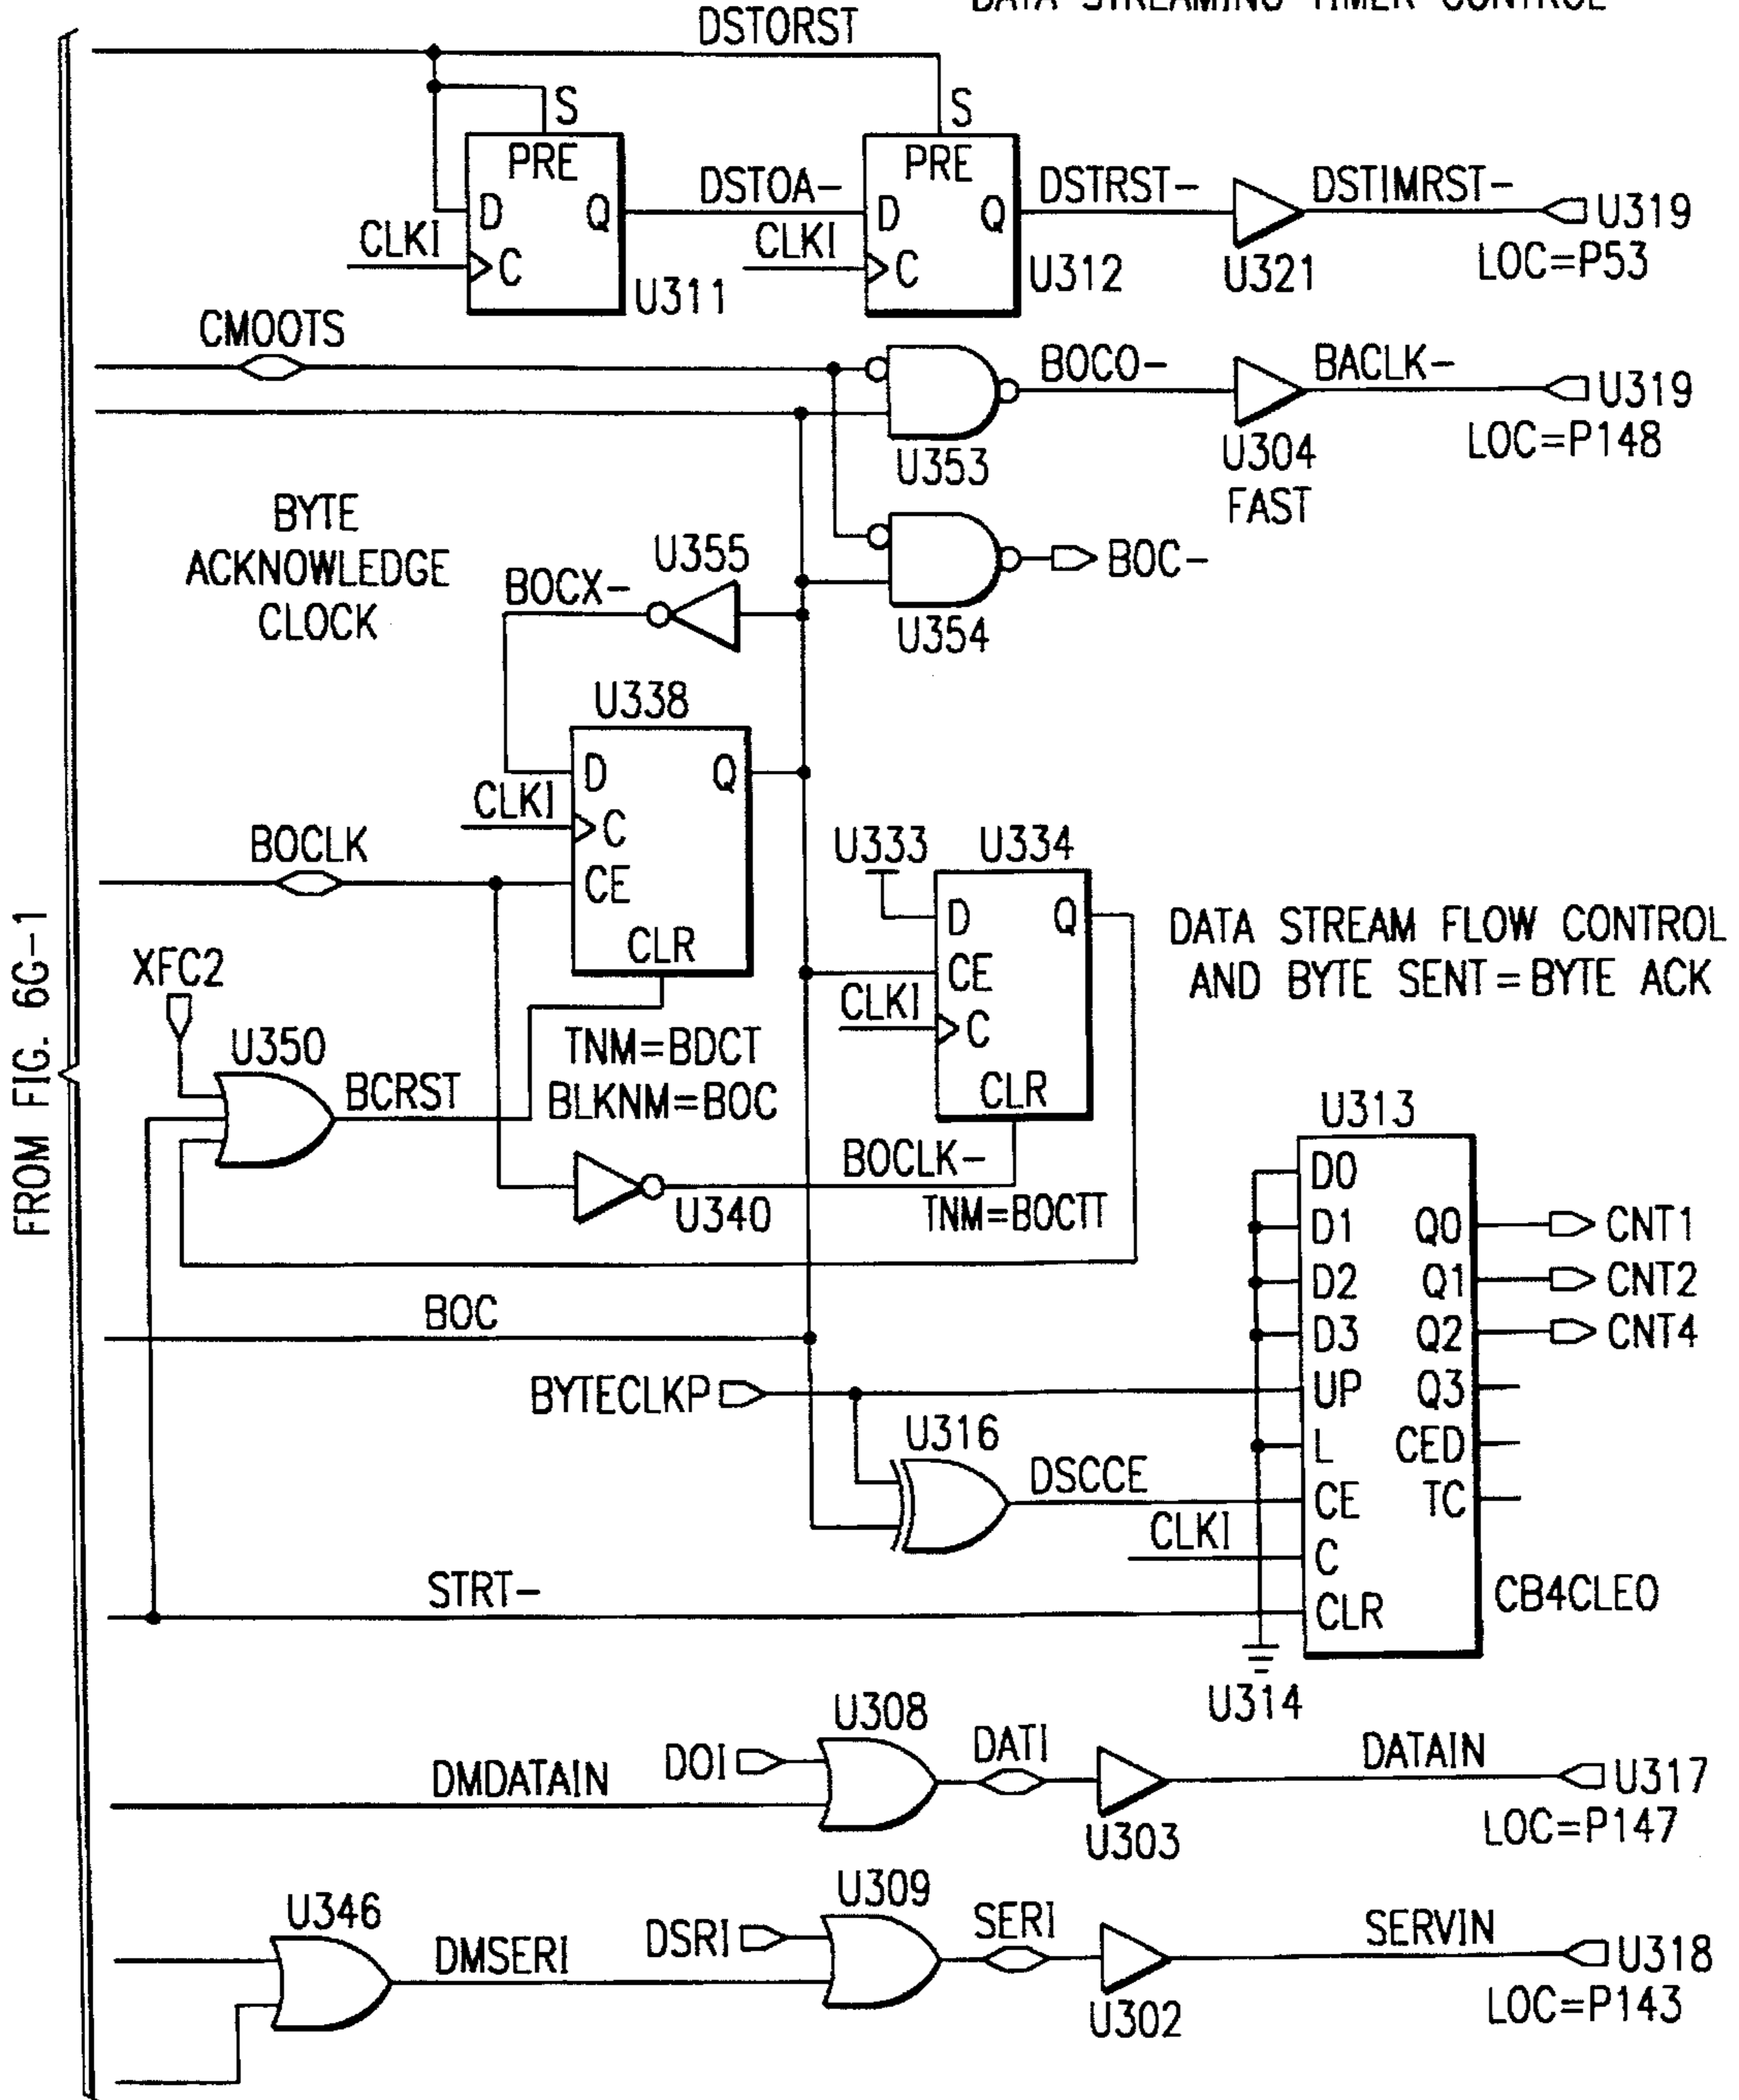 DATA STREAMING TIMER CONTROL
DSTORST
S
S
PRE
PRE
D
Q
DSTOA-
D
Q
DSTRST-
DSTIMRST-
U319
CLKI
C
CLKI
C
U311
U312
U321
LOC=P53
CMOOTS
BOCO-
BACLK-
U319
U353
U304
FAST
LOC=P148
BYTE
ACKNOWLEDGE
CLOCK
U355
BOCX-
BOC-
U354
U338
D
Q
CLKI
C
BOCLK
CE
CLR
U333
U334
D
Q
CE
CLKI
C
CLR
DATA STREAM FLOW CONTROL
AND BYTE SENT=BYTE ACK
FROM FIG. 6G-1
XFC2
U350
BCRST
TNM=BDCT
BLKNM=BOC
BOCLK-
U340
TNM=BOCTT
U313
D0
D1
Q0
CNT1
D2
Q1
CNT2
D3
Q2
CNT4
BOC
BYTECLKP
UP
Q3
U316
L
CED
DSCCE
CE
TC
CLKI
C
STRT-
CLR
CB4CLEO
U314
U308
DOI
DATI
DATAIN
U317
DMDATAIN
U303
LOC=P147
U346
U309
DSRI
SERI
SERVIN
U318
DMSERI
U302
LOC=P143